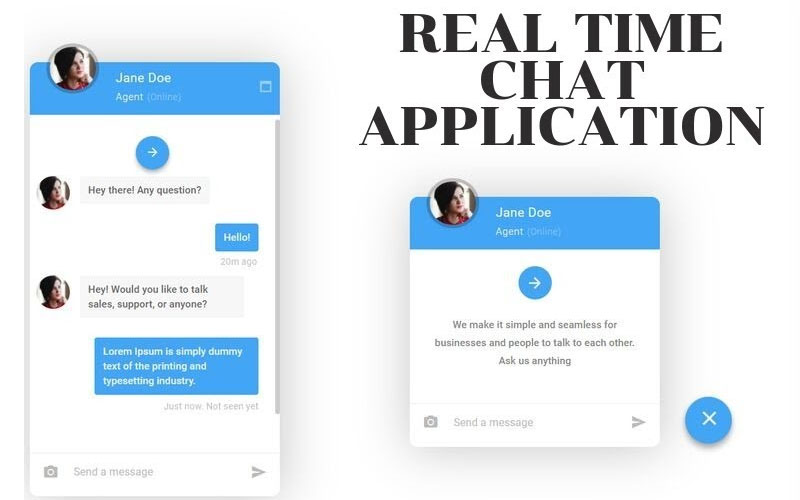 REAL TIME
CHAT
APPLICATION
Jane Doe
Agent (Online)
Hey there! Any question?
Hello!
20m ago
Hey! Would you like to talk
sales, support, or anyone?
Lorem Ipsum is simply dummy
text of the printing and
typesetting industry.
Just now. Not seen yet
Send a message
Jane Doe
Agent (Online)
We make it simple and seamless for
businesses and people to talk to each other.
Ask us anything
Send a message